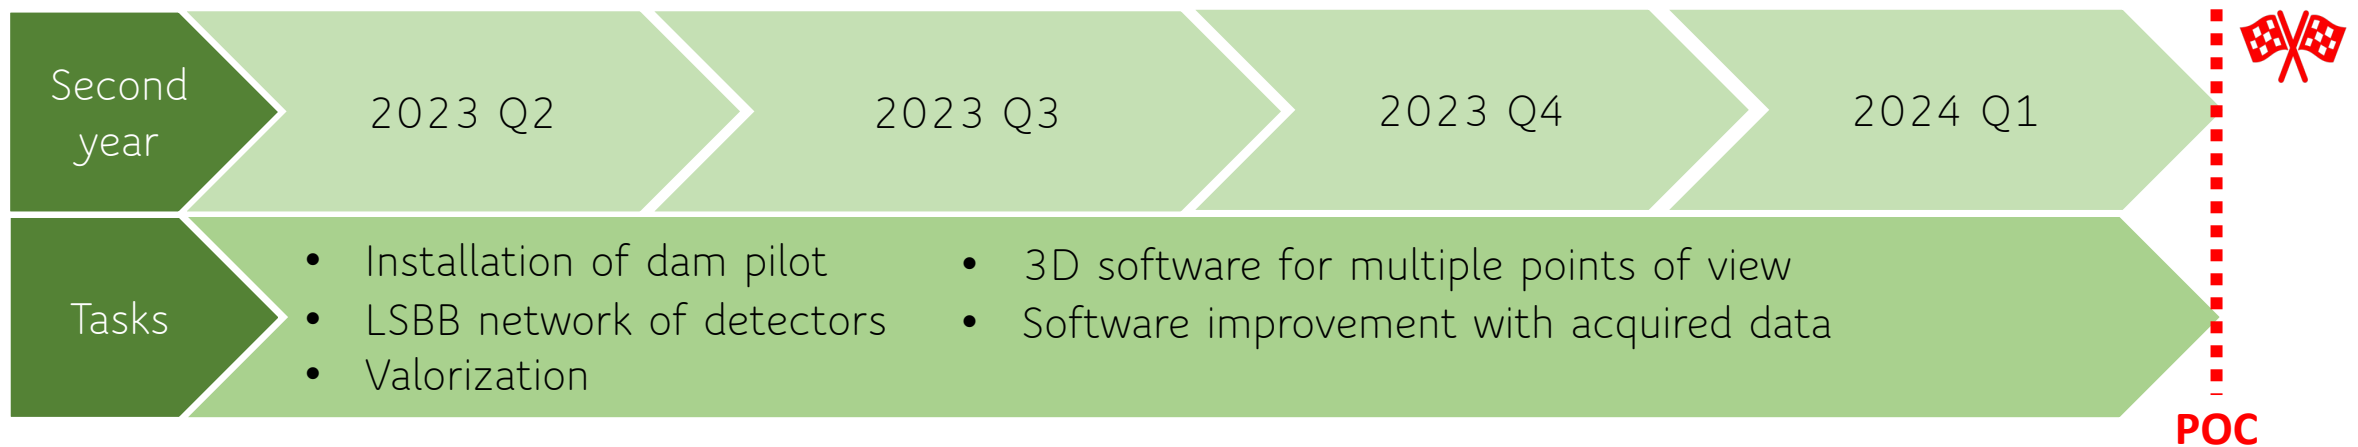 Second
year
2023 Q2
2023 Q3
2023 Q4
2024 Q1
Tasks
• Installation of dam pilot
• LSBB network of detectors
• Valorization
• 3D software for multiple points of view
• Software improvement with acquired data
POC